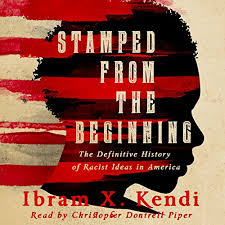 STAMPED
FROM
THE
BEGINNING
The Definitive History
of Racist Ideas in America
Ibram X. Kendi
Read by Christopher Dontrell Piper